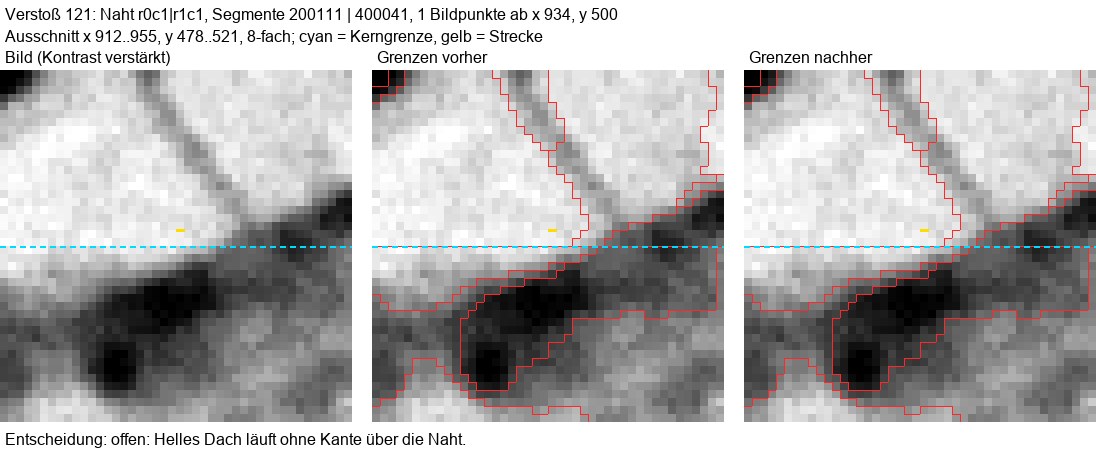 Verstoß 121: Naht r0c1|r1c1, Segmente 200111 | 400041, 1 Bildpunkte ab x 934, y 500
Ausschnitt x 912..955, y 478..521, 8-fach; cyan = Kerngrenze, gelb = Strecke
Bild (Kontrast verstärkt) Grenzen vorher Grenzen nachher
Entscheidung: offen: Helles Dach läuft ohne Kante über die Naht.